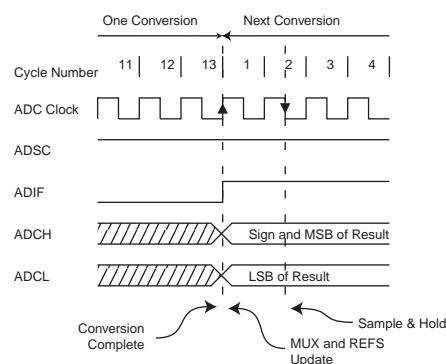 One Conversion Next Conversion
Cycle Number 11 12 13 1 2 3 4
ADC Clock
ADSC
ADIF
ADCH Sign and MSB of Result
ADCL LSB of Result
Sample & Hold
Conversion
Complete
MUX and REFS
Update